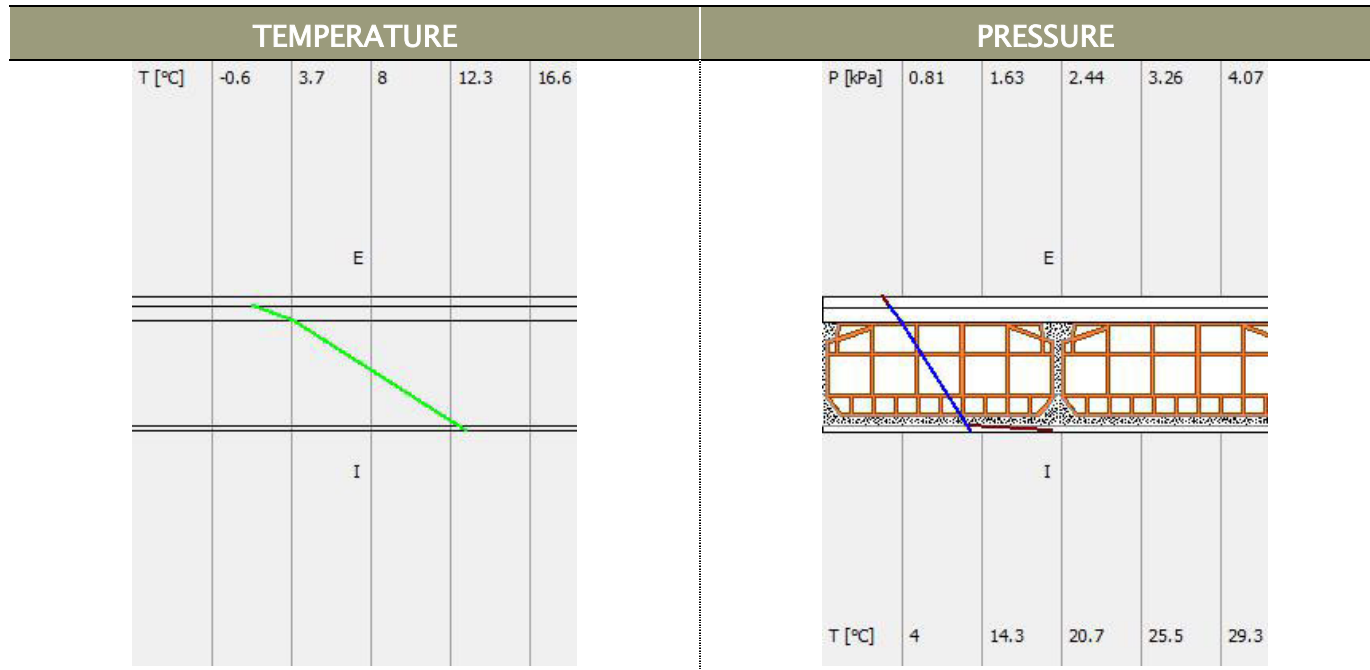 TEMPERATURE
PRESSURE
T [°C] -0.6 3.7 8 12.3 16.6
P [kPa] 0.81 1.63 2.44 3.26 4.07
E
E
I
I
T [°C] 4 14.3 20.7 25.5 29.3